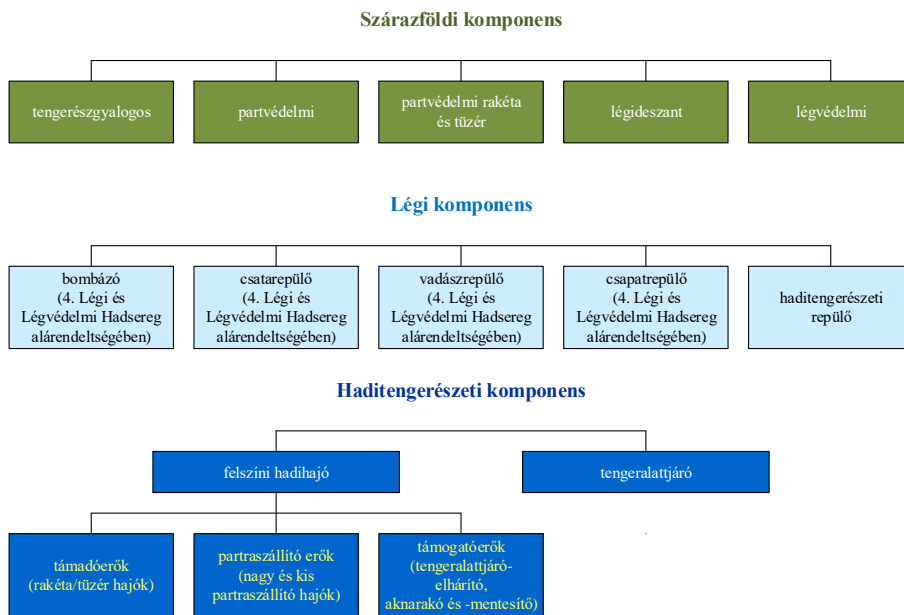 Szárazföldi komponens
tengerészgyalogos
partvédelmi
partvédelmi rakéta
és tüzér
légideszant
légvédelmi
Légi komponens
bombázó
(4. Légi és
Légvédelmi Hadsereg
alárendeltségében)
csatarepülő
(4. Légi és
Légvédelmi Hadsereg
alárendeltségében)
vadászrepülő
(4. Légi és
Légvédelmi Hadsereg
alárendeltségében)
csapatrepülő
(4. Légi és
Légvédelmi Hadsereg
alárendeltségében)
haditengerészeti
repülő
Haditengerészeti komponens
felszíni hadihajó
tengeralattjáró
támadóerők
(rakéta/tüzér hajók)
partraszállító erők
(nagy és kis
partraszállító hajók)
támogatóerők
(tengeralattjáró-
elhárító,
aknarakó és -mentesítő)